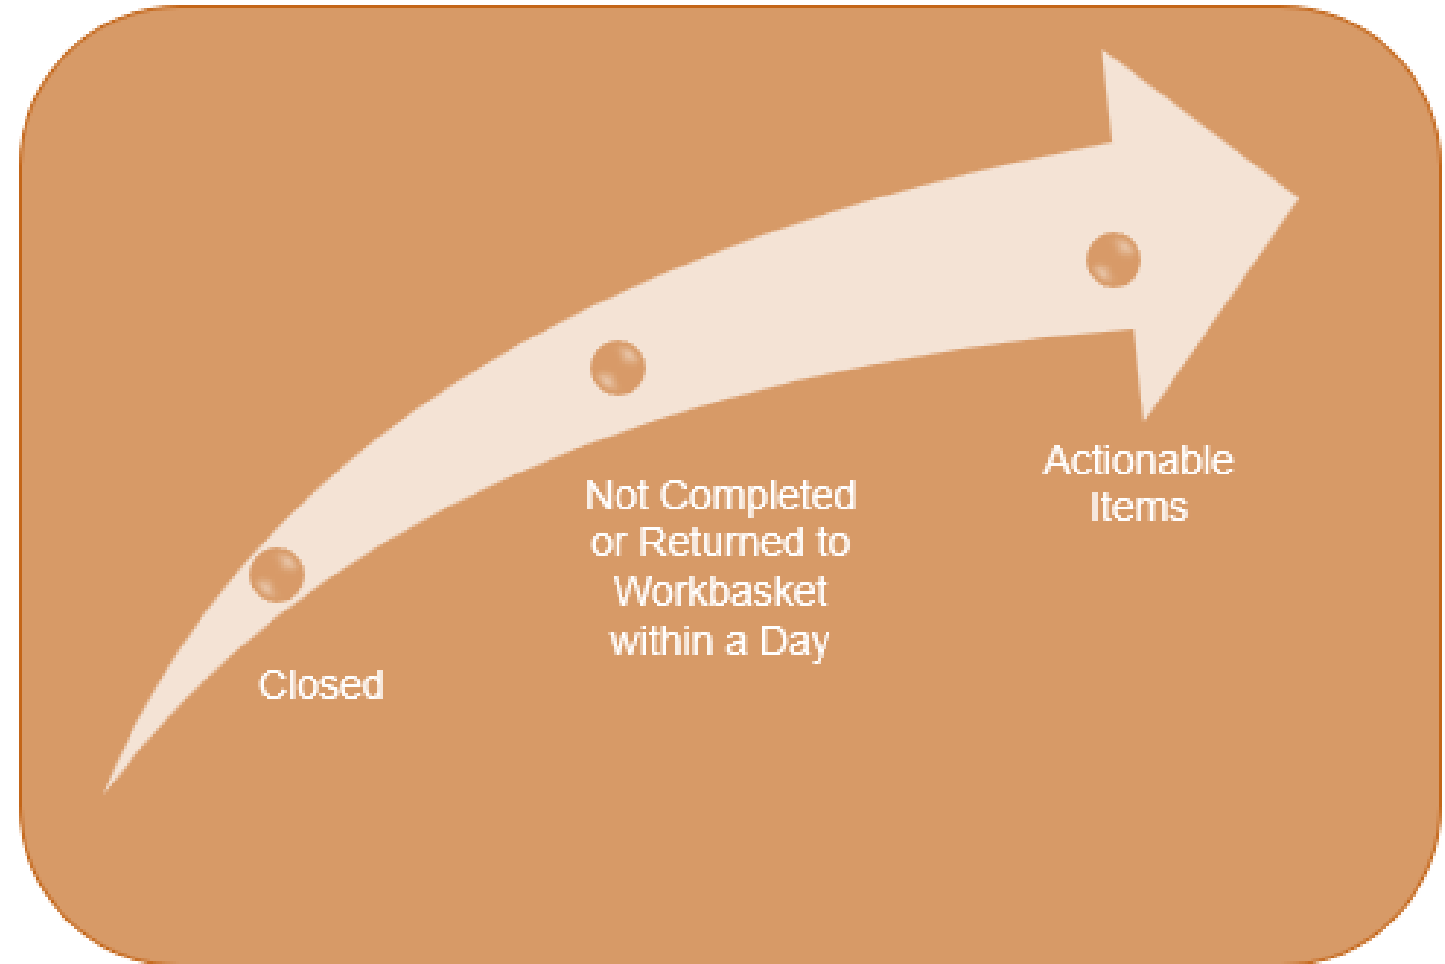 Closed
Not Completed
or Returned to
Workbasket
within a Day
Actionable
Items